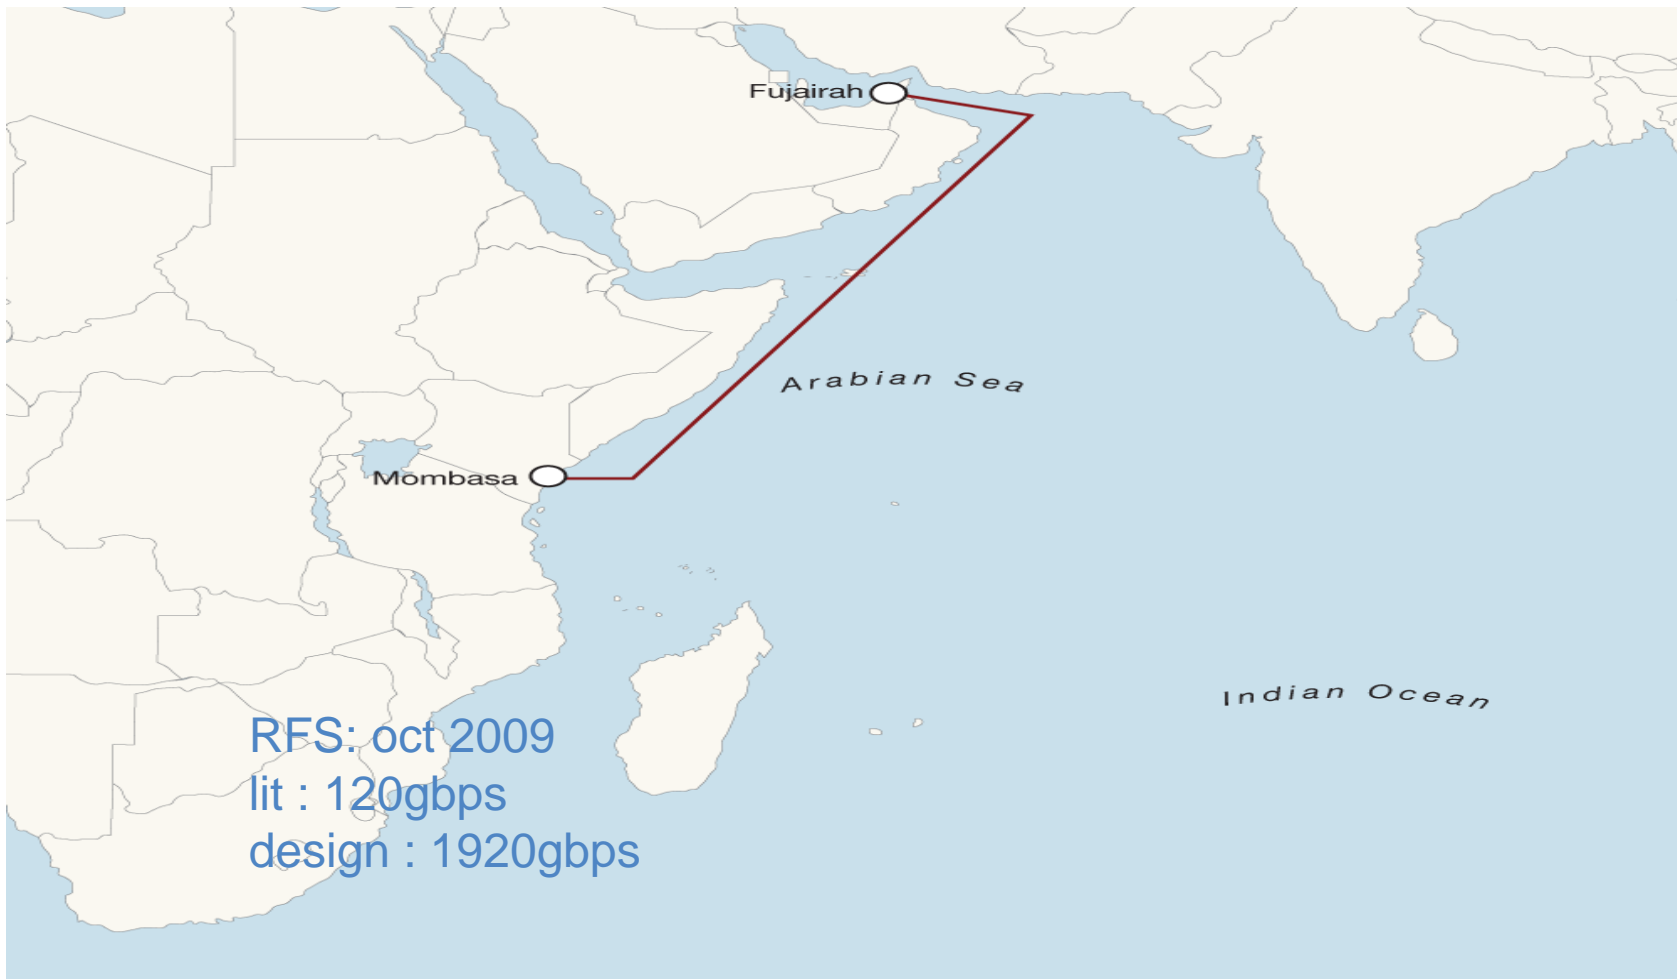 Fujairah
Arabian Sea
Mombasa
Indian Ocean
RFS: oct 2009
lit : 120gbps
design : 1920gbps